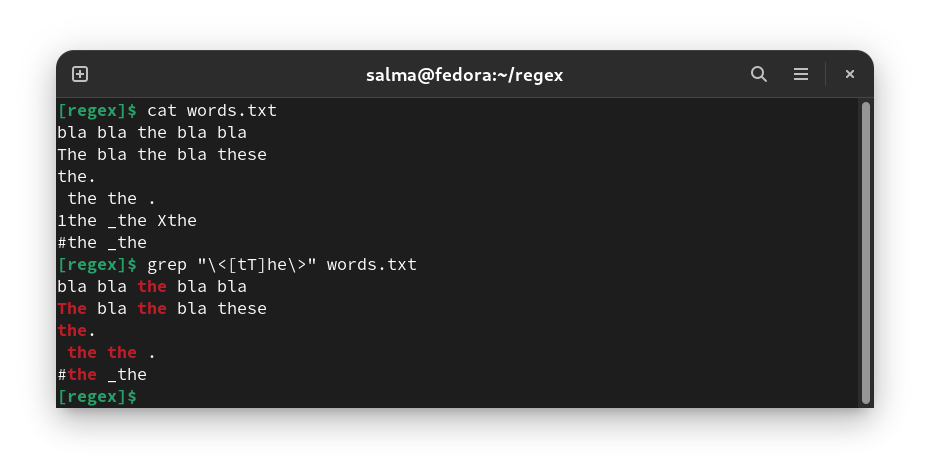 salma@fedora:~/regex
[regex]$ cat words.txt
bla bla the bla bla
The bla the bla these
the.
 the the .
1the _the Xthe
#the _the
[regex]$ grep "\<[tT]he\>" words.txt
bla bla the bla bla
The bla the bla these
the.
 the the .
#the _the
[regex]$